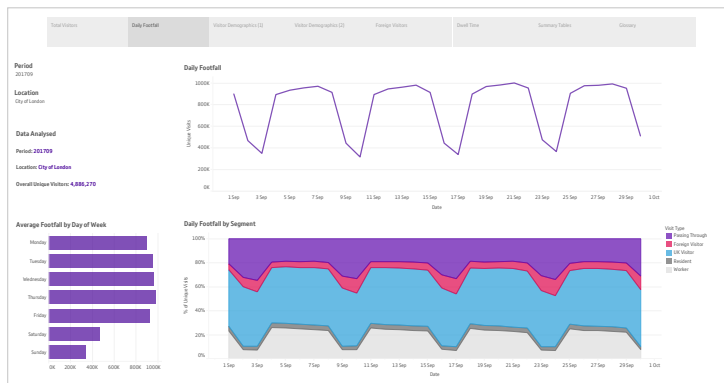 Total Visitors Daily Footfall Visitor Demographics (1) Visitor Demographics (2) Foreign Visitors Dwell Time Summary Tables Glossary
Period
201709
Location
City of London
Data Analysed
Period: 201709
Location: City of London
Overall Unique Visitors: 4,886,270
Daily Footfall
1000K
800K
600K
400K
200K
0K
Unique Visits
1 Sep 3 Sep 5 Sep 7 Sep 9 Sep 11 Sep 13 Sep 15 Sep 17 Sep 19 Sep 21 Sep 23 Sep 25 Sep 27 Sep 29 Sep 1 Oct
Date
Average Footfall by Day of Week
Monday
Tuesday
Wednesday
Thursday
Friday
Saturday
Sunday
0K 200K 400K 600K 800K 1000K
Daily Footfall by Segment
100%
80%
60%
40%
20%
0%
% of Unique Visits
1 Sep 3 Sep 5 Sep 7 Sep 9 Sep 11 Sep 13 Sep 15 Sep 17 Sep 19 Sep 21 Sep 23 Sep 25 Sep 27 Sep 29 Sep 1 Oct
Date
Visit Type
Passing Through
Foreign Visitor
UK Visitor
Resident
Worker